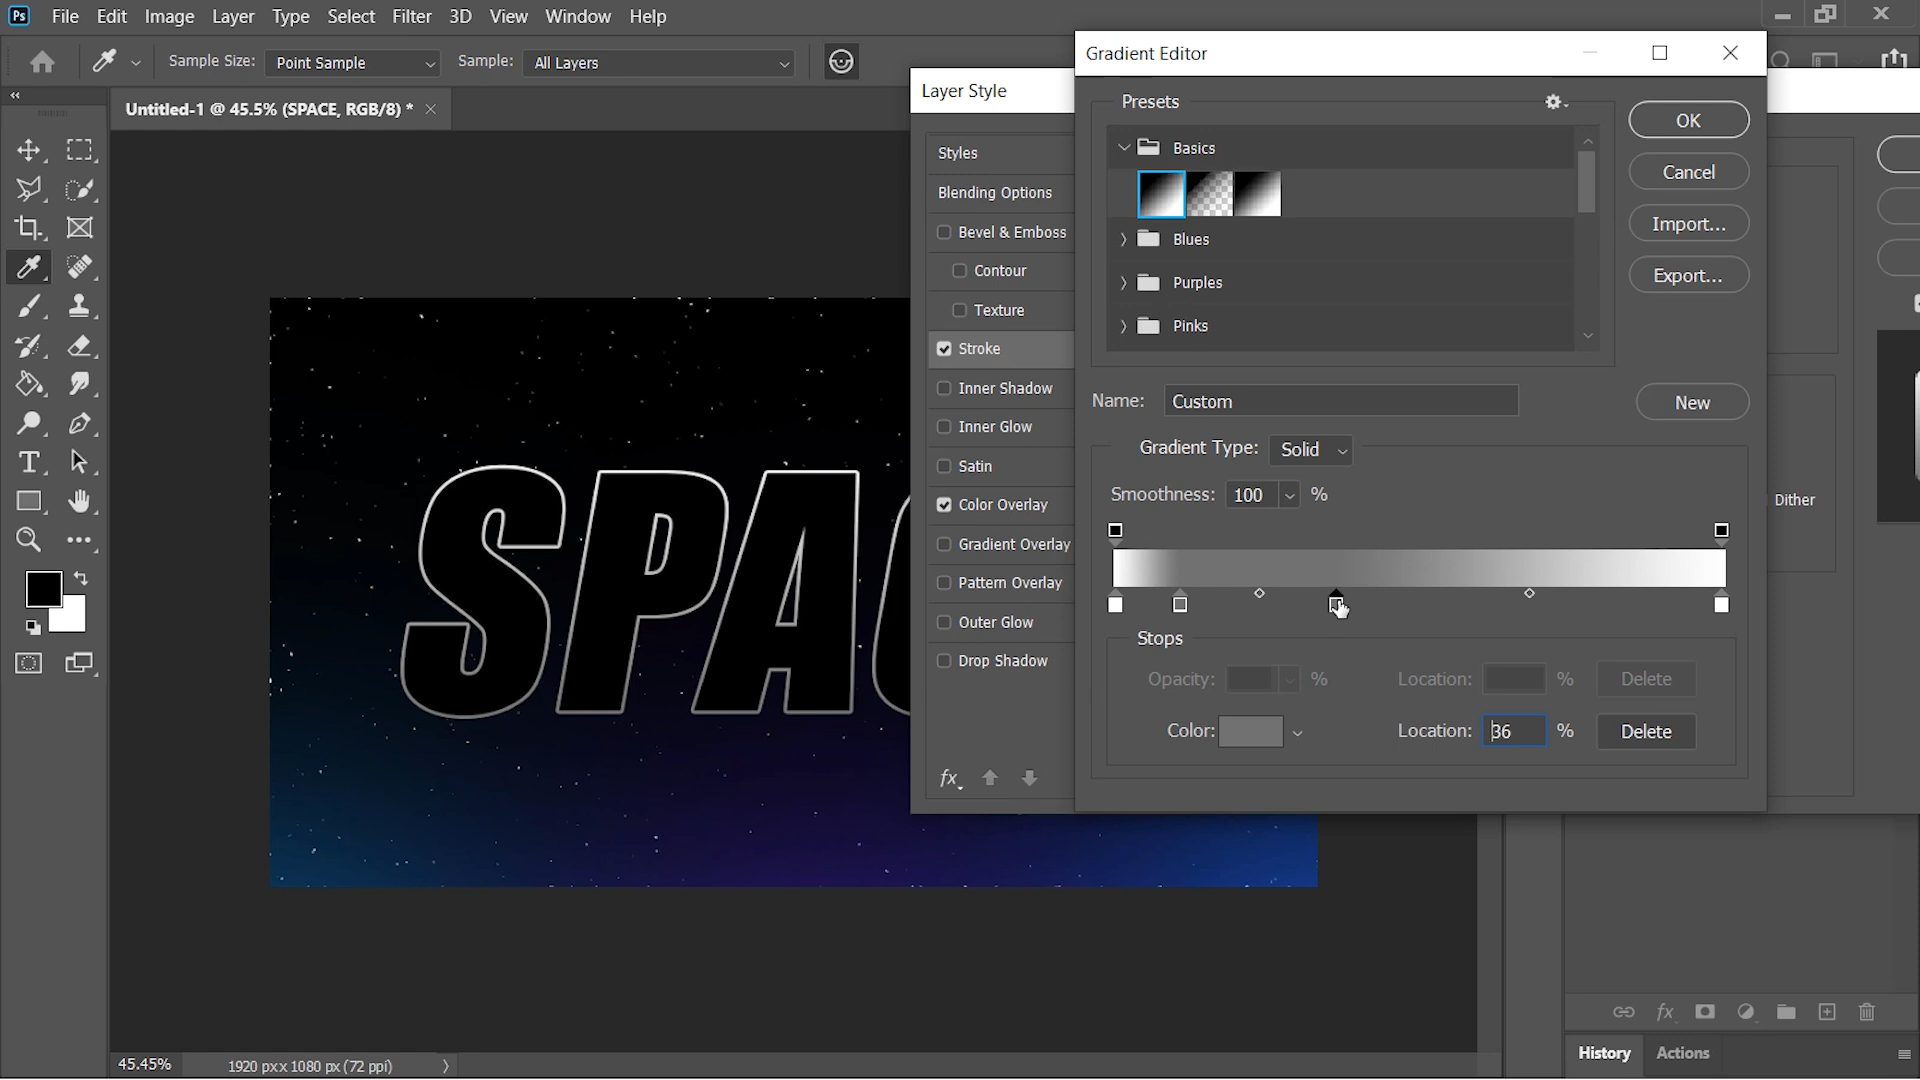 Ps File Edit Image Layer Type Select Filter 3D View Window Help
Sample Size: Point Sample Sample: All Layers
Untitled-1 @ 45.5% (SPACE, RGB/8) *
Layer Style
Styles
Blending Options
Bevel & Emboss
Contour
Texture
Stroke
Inner Shadow
Inner Glow
Satin
Color Overlay
Gradient Overlay
Pattern Overlay
Outer Glow
Drop Shadow
fx
Gradient Editor
Presets
Basics
Blues
Purples
Pinks
OK
Cancel
Import...
Export...
Name: Custom
New
Gradient Type: Solid
Smoothness: 100 %
Stops
Opacity: % Location: % Delete
Color: Location: 36 % Delete
Dither
SPAC
45.45% 1920 px x 1080 px (72 ppi)
fx
History Actions